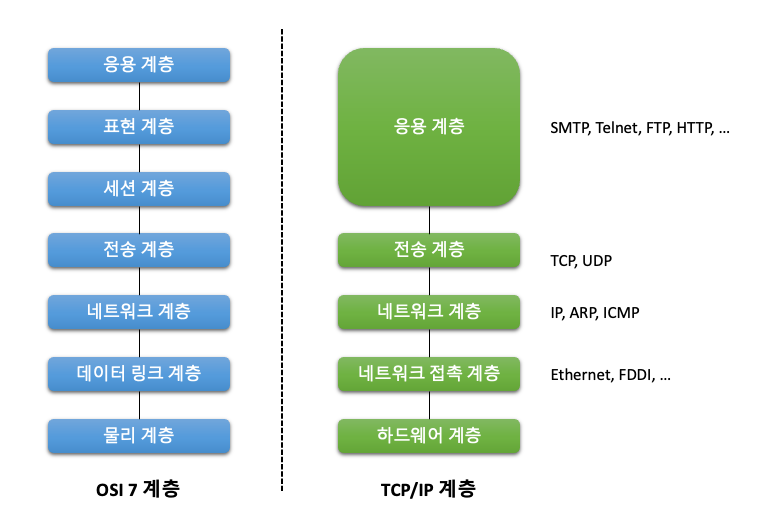 응용 계층
표현 계층
세션 계층
전송 계층
네트워크 계층
데이터 링크 계층
물리 계층
OSI 7 계층
응용 계층
SMTP, Telnet, FTP, HTTP, ...
전송 계층
TCP, UDP
네트워크 계층
IP, ARP, ICMP
네트워크 접촉 계층
Ethernet, FDDI, ...
하드웨어 계층
TCP/IP 계층